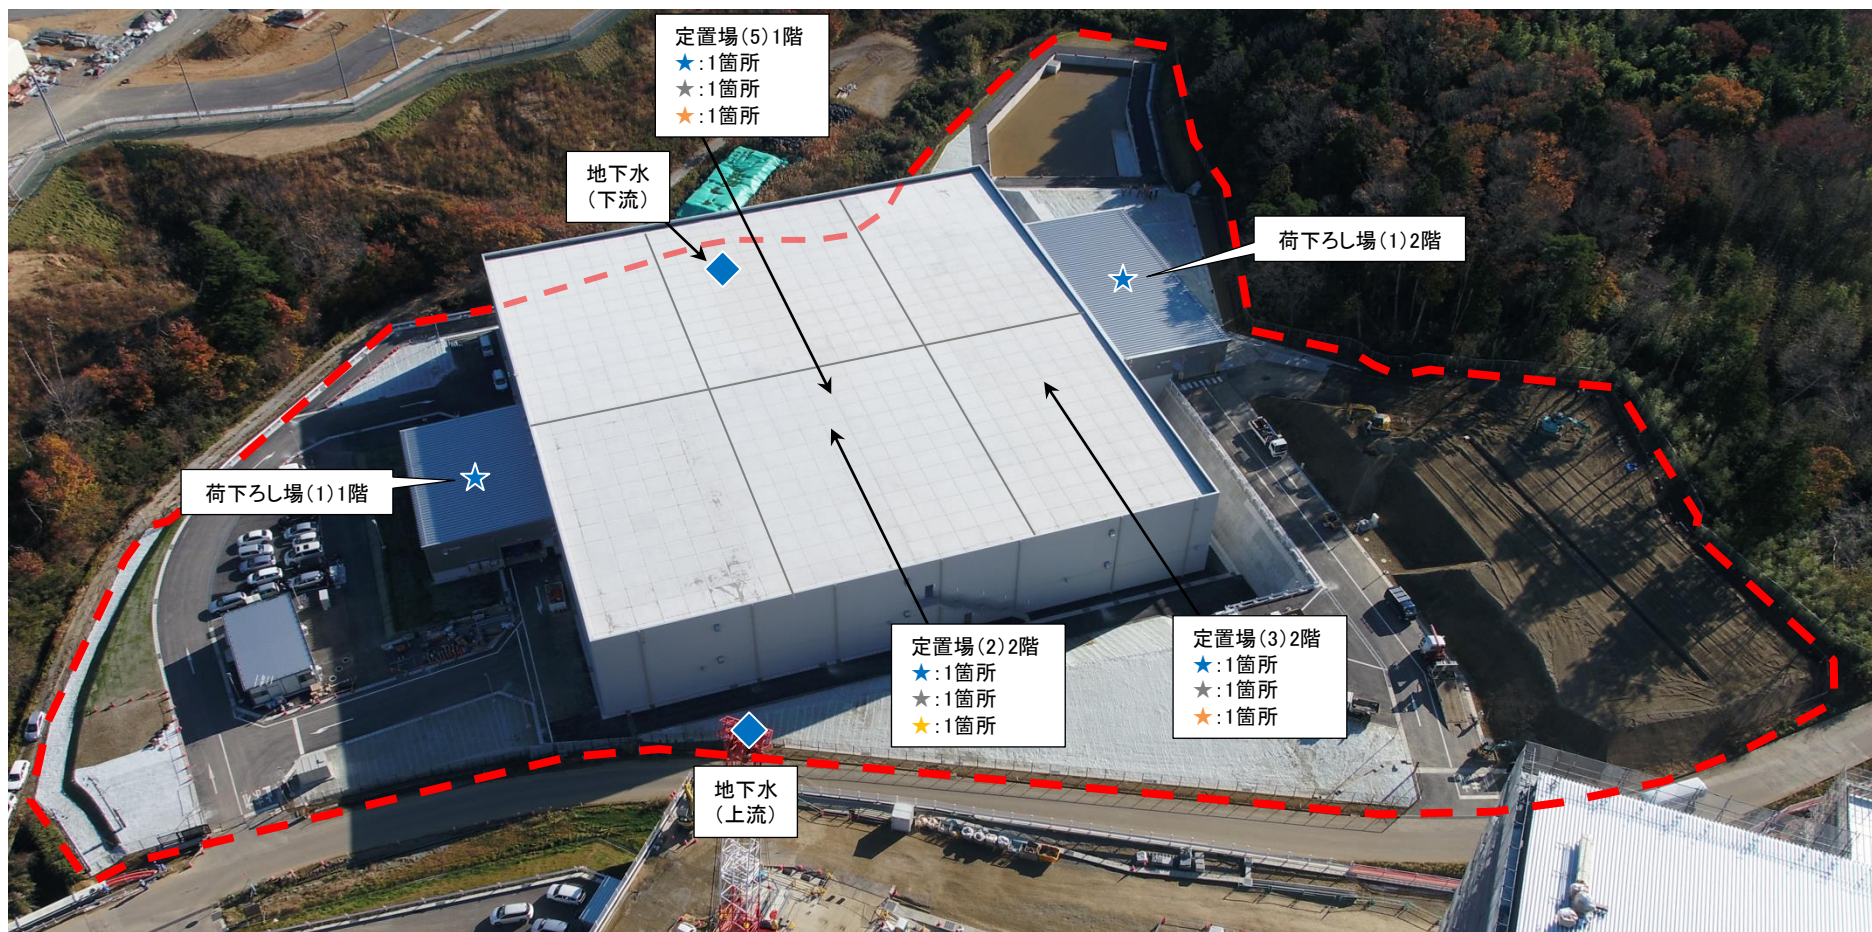 定置場(5)1階
★:1箇所
★:1箇所
★:1箇所
地下水
(下流)
荷下ろし場(1)2階
荷下ろし場(1)1階
定置場(2)2階
★:1箇所
★:1箇所
★:1箇所
定置場(3)2階
★:1箇所
★:1箇所
★:1箇所
地下水
(上流)